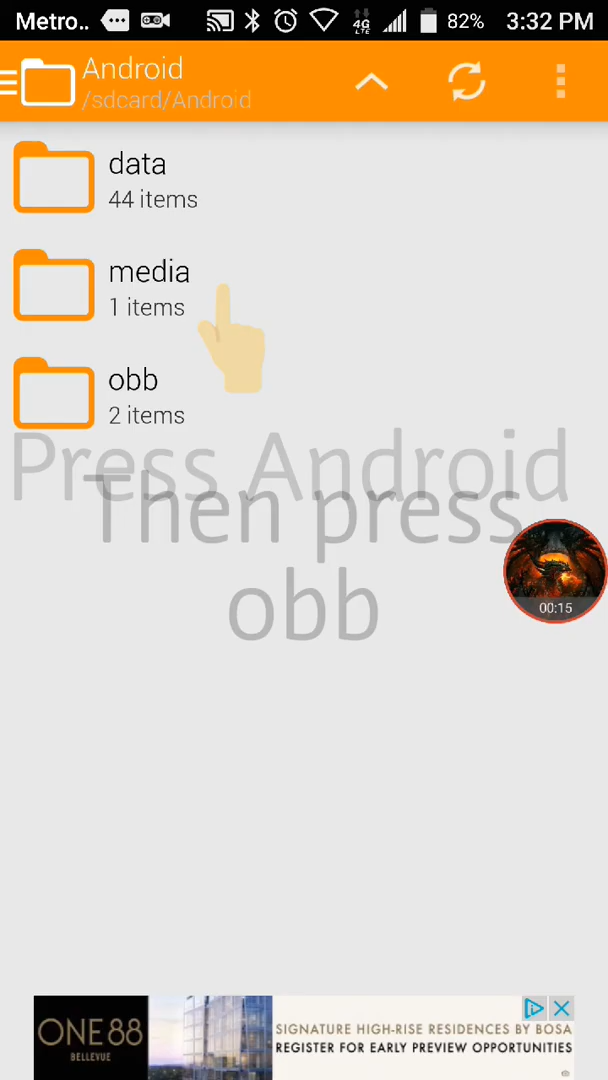 Metro..
4G
LTE
82%
3:32 PM
Android
/sdcard/Android
data
44 items
media
1 items
obb
2 items
Press Android
Then press
obb
00:15
ONE88
BELLEVUE
SIGNATURE HIGH-RISE RESIDENCES BY BOSA
REGISTER FOR EARLY PREVIEW OPPORTUNITIES